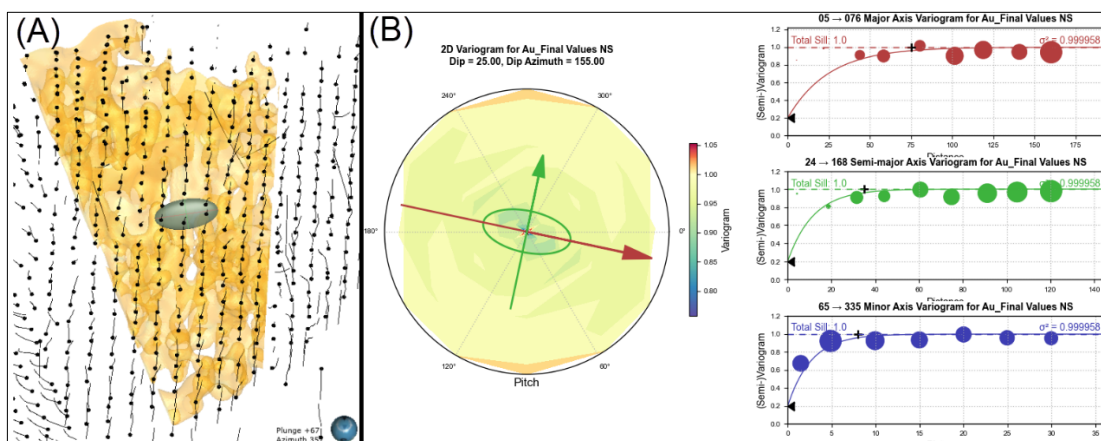 (A)
Plunge +67
(B)
2D Variogram for Au_Final Values NS
Dip = 25.00, Dip Azimuth = 155.00
240°
300°
180°
0°
120°
60°
Pitch
1.05
1.00
0.95
0.90
0.85
0.80
Variogram
05 → 076 Major Axis Variogram for Au_Final Values NS
Total Sill: 1.0
σ² = 0.999958
(Semi-)Variogram
1.4
1.2
1.0
0.8
0.6
0.4
0.2
0 25 50 75 100 125 150 175
Distance
24 → 168 Semi-major Axis Variogram for Au_Final Values NS
Total Sill: 1.0
σ² = 0.999958
(Semi-)Variogram
1.4
1.2
1.0
0.8
0.6
0.4
0.2
0 20 40 60 80 100 120 140
Distance
65 → 335 Minor Axis Variogram for Au_Final Values NS
Total Sill: 1.0
σ² = 0.999958
(Semi-)Variogram
1.2
1.0
0.8
0.6
0.4
0.2
0 5 10 15 20 25 30 35